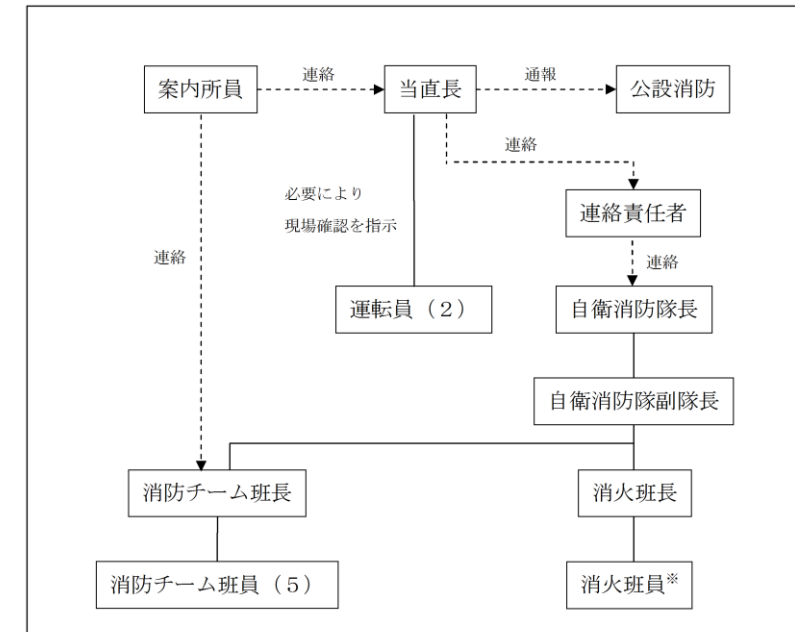 案内所員
連絡
当直長
通報
公設消防
連絡
必要により
現場確認を指示
連絡責任者
連絡
連絡
運転員（２）
自衛消防隊長
自衛消防隊副隊長
消防チーム班長
消火班長
消防チーム班員（５）
消火班員※